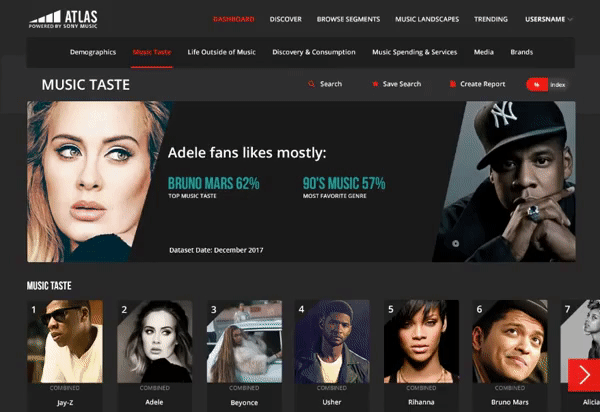 ATLAS
POWERED BY SONY MUSIC
DASHBOARD DISCOVER BROWSE SEGMENTS MUSIC LANDSCAPES TRENDING USERSNAME
Demographics Music Taste Life Outside of Music Discovery & Consumption Music Spending & Services Media Brands
MUSIC TASTE Search Save Search Create Report % index
Adele fans likes mostly:
BRUNO MARS 62% 90'S MUSIC 57%
TOP MUSIC TASTE MOST FAVORITE GENRE
Dataset Date: December 2017
MUSIC TASTE
1 2 3 4 5 6 7
COMBINED COMBINED COMBINED COMBINED COMBINED COMBINED
Jay-Z Adele Beyonce Usher Rihanna Bruno Mars Alicia